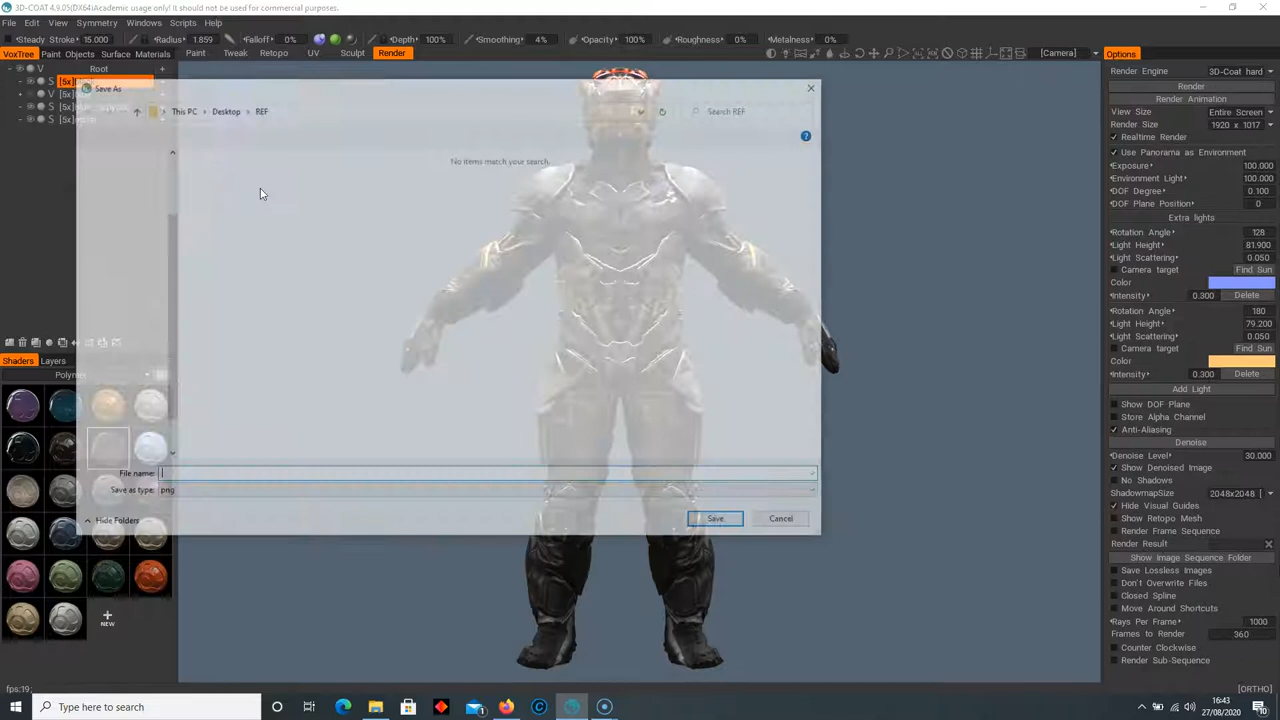 3D-COAT 4.9.05(DX64)Academic usage only! it should not be used for commercial purposes.
File Edit View Symmetry Windows Scripts
Steady Stroke 15.000 Radius 1.859 Falloff 0% Depth 100% Smoothing 4% Opacity 100% Roughness 0% Metalness 0%
VoxTree Paint Objects Surface Materials Paint Tweak Retopo UV Sculpt Render [Camera] Options
V Root +
S [5x]
V [5x]
S [5x]
S [5x]
Save As
This PC > Desktop > REF
Search REF
No items match your search.
File name:
Save as type: png
Hide Folders
Save Cancel
Shaders Layers
NEW
Render Engine 3D-Coat hard
Render
Render Animation
View Size Entire Screen
Render Size 1920 x 1017
Realtime Render
Use Panorama as Environment
Exposure 100.000
Environment Light 100.000
DOF Degree 0.100
DOF Plane Position 0
Extra lights
Rotation Angle 128
Light Height 81.900
Light Scattering 0.050
Camera target Find Sun
Color
Intensity 0.300 Delete
Rotation Angle 180
Light Height 79.200
Light Scattering 0.050
Camera target Find Sun
Color
Intensity 0.300 Delete
Add Light
Show DOF Plane
Store Alpha Channel
Anti-Aliasing
Denoise
Denoise Level 30.000
Show Denoised Image
No Shadows
ShadowmapSize 2048x2048 [
Hide Visual Guides
Show Retopo Mesh
Render Frame Sequence
Render Result
Show Image Sequence Folder
Save Lossless Images
Don't Overwrite Files
Closed Spline
Move Around Shortcuts
Rays Per Frame 1000
Frames to Render 360
Counter Clockwise
Render Sub-Sequence
fps:19; [ORTHO]
Type here to search
16:43
27/08/2020